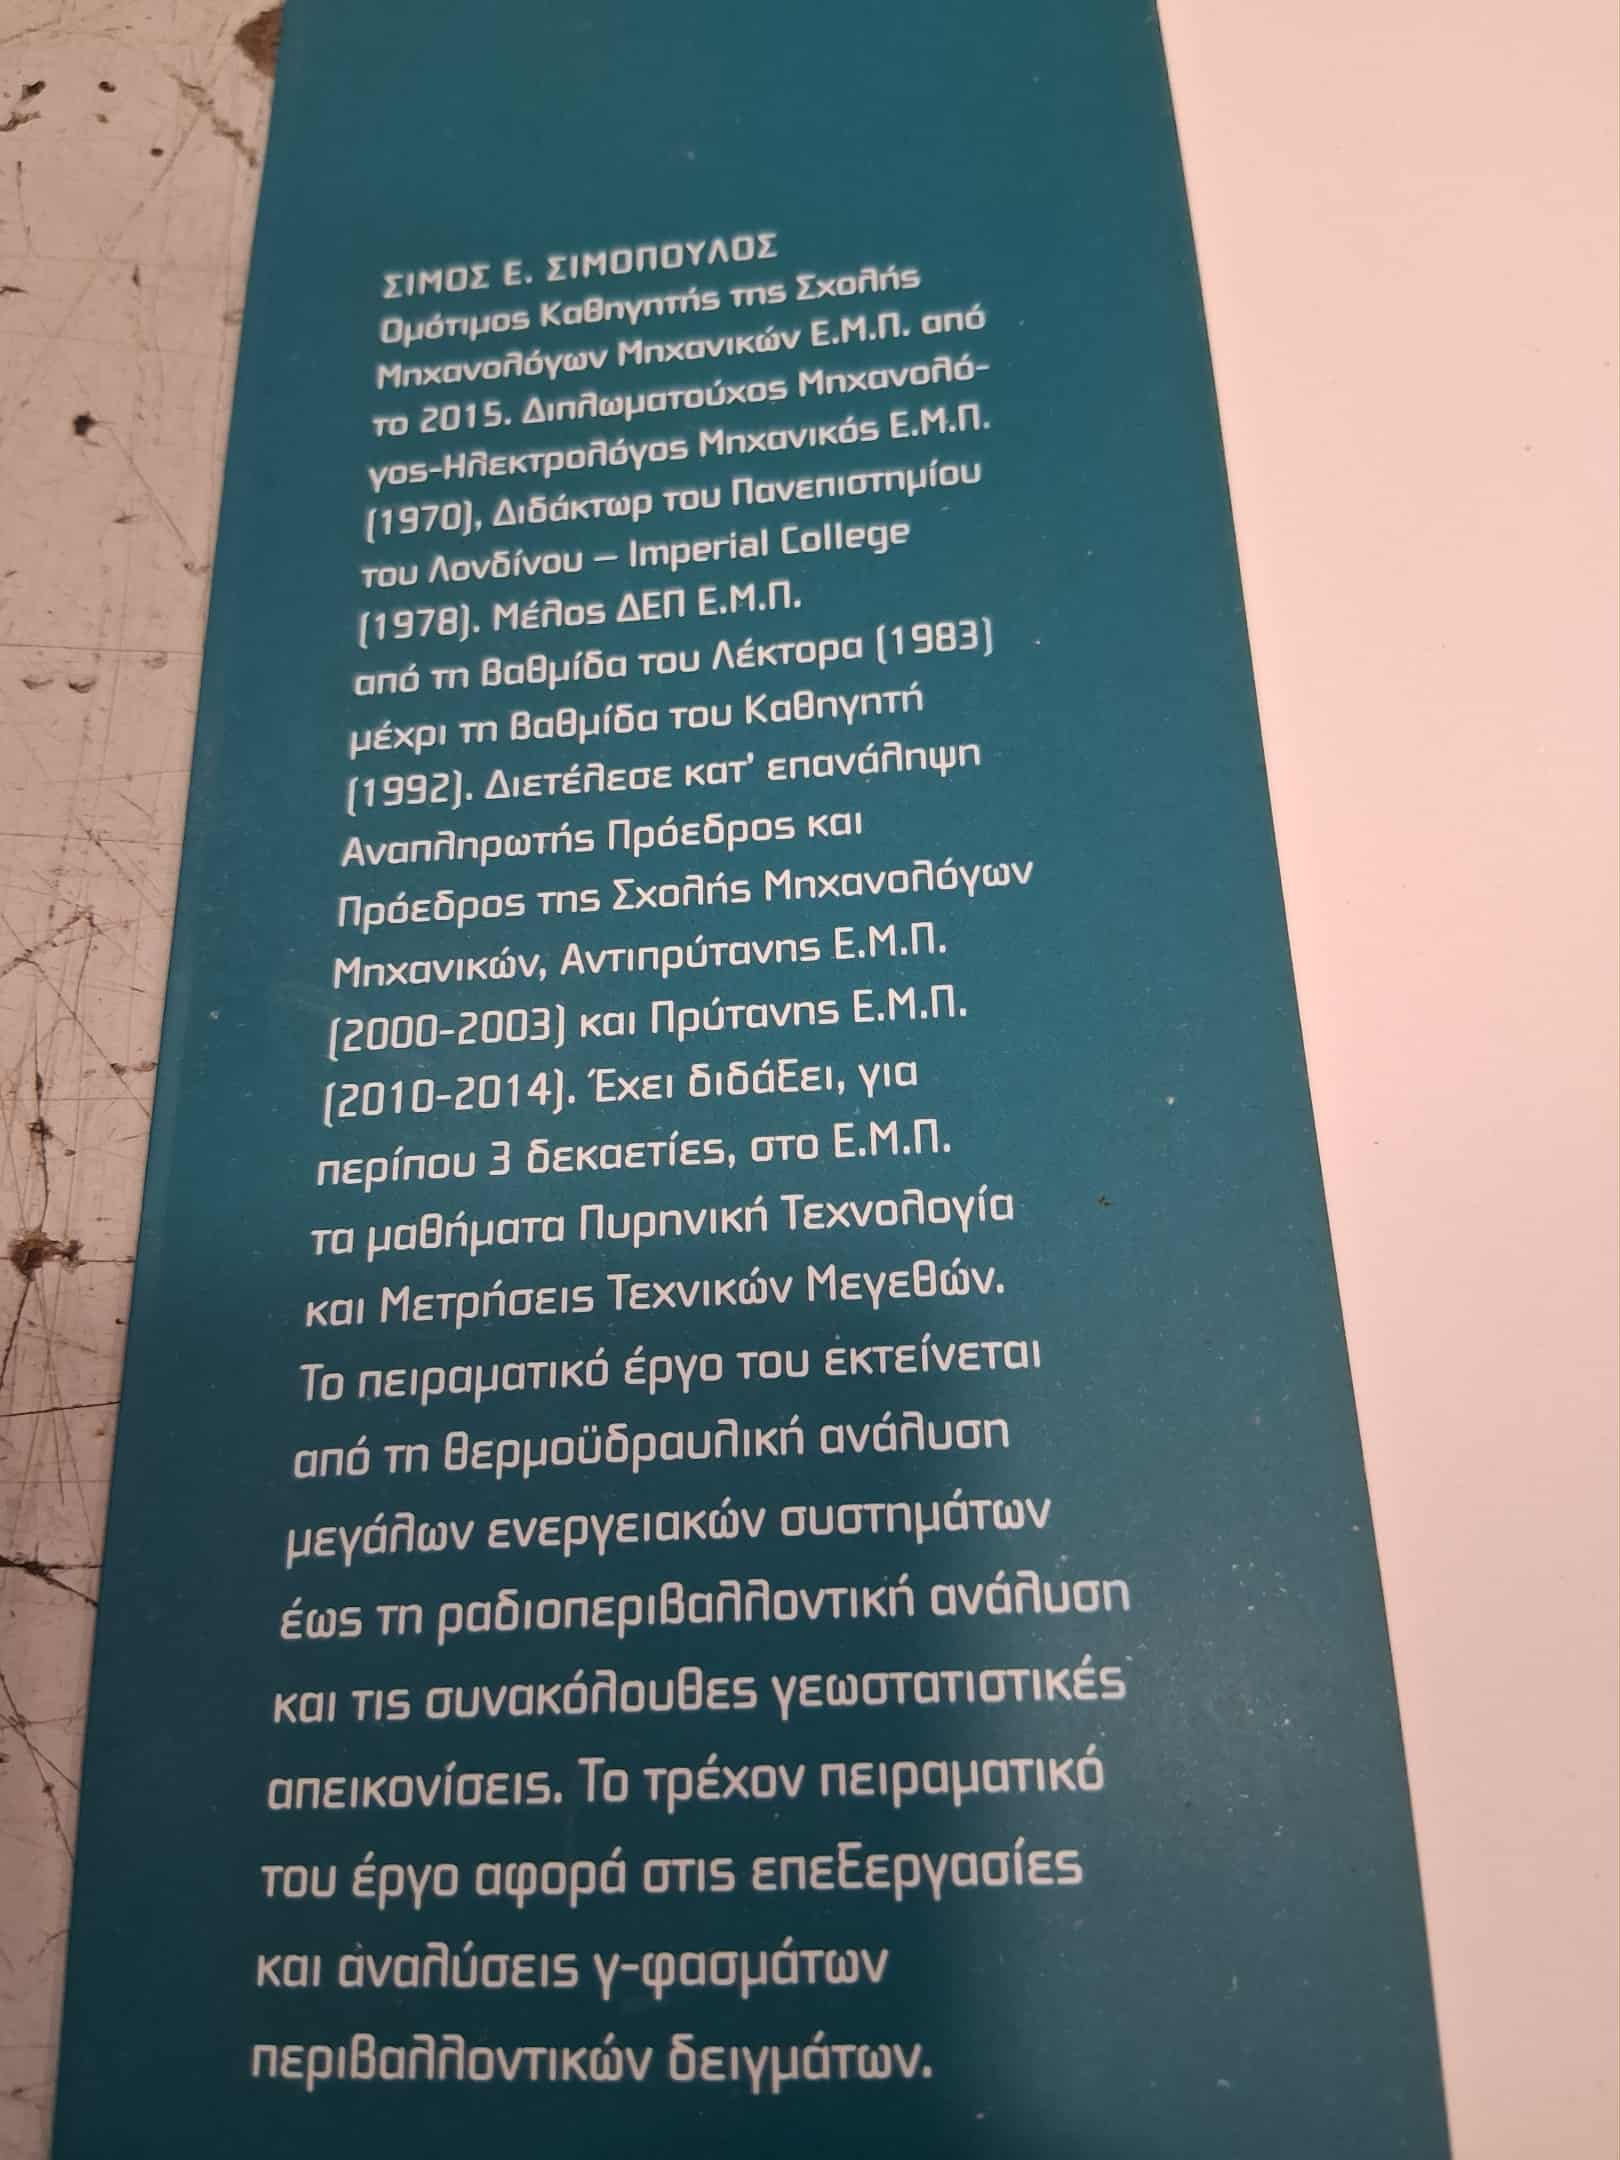 ΣΙΜΟΣ Ε. ΣΙΜΟΠΟΥΛΟΣ
Ομότιμος Καθηγητής της Σχολής
Μηχανολόγων Μηχανικών Ε.Μ.Π. από
το 2015. Διπλωματούχος Μηχανολό-
γος-Ηλεκτρολόγος Μηχανικός Ε.Μ.Π.
(1970), Διδάκτωρ του Πανεπιστημίου
του Λονδίνου – Imperial College
(1978). Μέλος ΔΕΠ Ε.Μ.Π.
από τη βαθμίδα του Λέκτορα (1983)
μέχρι τη βαθμίδα του Καθηγητή
(1992). Διετέλεσε κατ’ επανάληψη
Αναπληρωτής Πρόεδρος και
Πρόεδρος της Σχολής Μηχανολόγων
Μηχανικών, Αντιπρύτανης Ε.Μ.Π.
(2000-2003) και Πρύτανης Ε.Μ.Π.
(2010-2014). Έχει διδάξει, για
περίπου 3 δεκαετίες, στο Ε.Μ.Π.
τα μαθήματα Πυρηνική Τεχνολογία
και Μετρήσεις Τεχνικών Μεγεθών.
Το πειραματικό έργο του εκτείνεται
από τη θερμοϋδραυλική ανάλυση
μεγάλων ενεργειακών συστημάτων
έως τη ραδιοπεριβαλλοντική ανάλυση
και τις συνακόλουθες γεωστατιστικές
απεικονίσεις. Το τρέχον πειραματικό
του έργο αφορά στις επεξεργασίες
και αναλύσεις γ-φασμάτων
περιβαλλοντικών δειγμάτων.